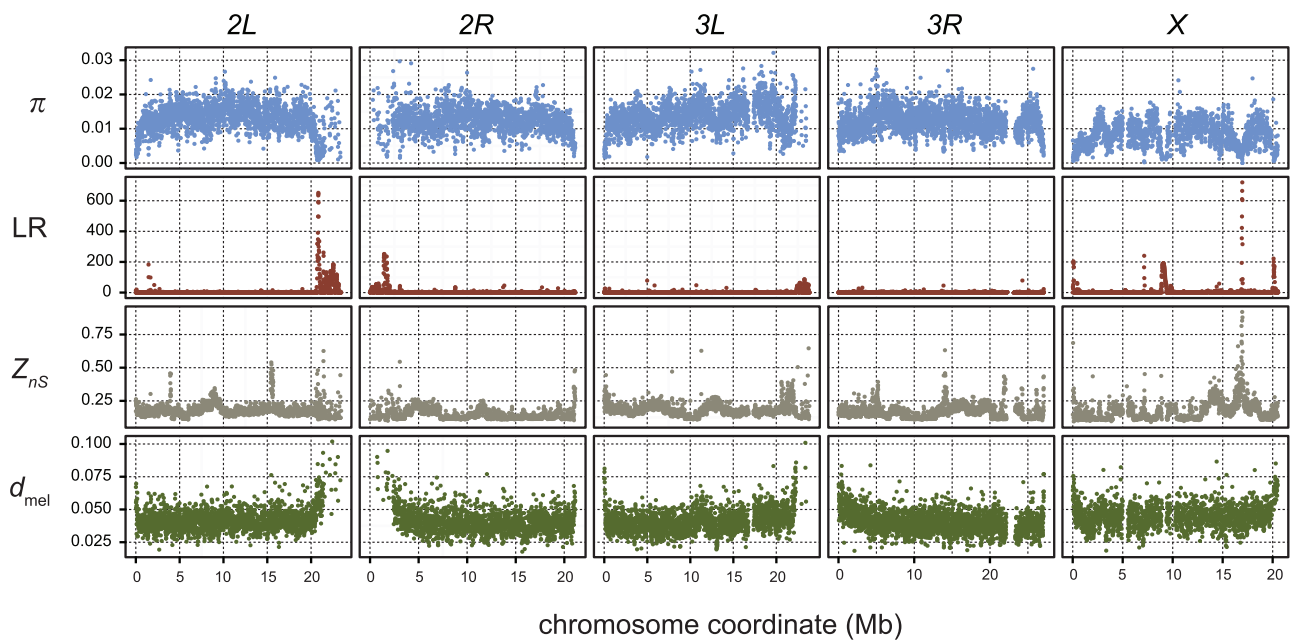 2L 2R 3L 3R X
π 0.03 0.02 0.01 0.00
LR 600 400 200 0
ZnS 0.75 0.50 0.25
dmel 0.100 0.075 0.050 0.025
0 5 10 15 20 0 5 10 15 20 0 5 10 15 20 0 10 20 0 5 10 15 20
chromosome coordinate (Mb)